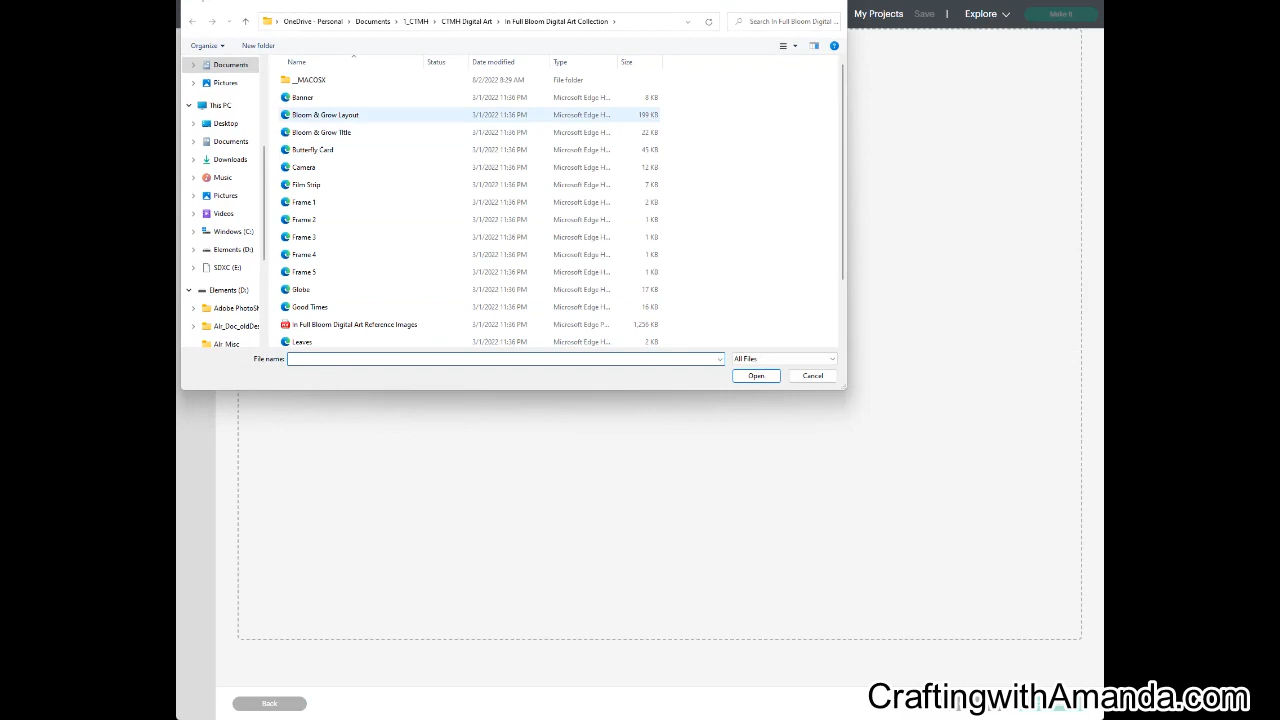 OneDrive - Personal > Documents > 1_CTMH > CTMH Digital Art > In Full Bloom Digital Art Collection >
Search In Full Bloom Digital ...
My Projects Save | Explore Make It
Organize New folder
Name Status Date modified Type Size
Documents
Pictures
This PC
Desktop
Documents
Downloads
Music
Pictures
Videos
Windows (C:)
Elements (D:)
SDXC (E:)
Elements (D:)
Adobe PhotoSh
Air_Doc_oldDes
Air_Misc
__MACOSX 8/2/2022 8:29 AM File folder
Banner 3/1/2022 11:36 PM Microsoft Edge H... 8 KB
Bloom & Grow Layout 3/1/2022 11:36 PM Microsoft Edge H... 199 KB
Bloom & Grow Title 3/1/2022 11:36 PM Microsoft Edge H... 22 KB
Butterfly Card 3/1/2022 11:36 PM Microsoft Edge H... 45 KB
Camera 3/1/2022 11:36 PM Microsoft Edge H... 12 KB
Film Strip 3/1/2022 11:36 PM Microsoft Edge H... 7 KB
Frame 1 3/1/2022 11:36 PM Microsoft Edge H... 2 KB
Frame 2 3/1/2022 11:36 PM Microsoft Edge H... 1 KB
Frame 3 3/1/2022 11:36 PM Microsoft Edge H... 1 KB
Frame 4 3/1/2022 11:36 PM Microsoft Edge H... 1 KB
Frame 5 3/1/2022 11:36 PM Microsoft Edge H... 1 KB
Globe 3/1/2022 11:36 PM Microsoft Edge H... 17 KB
Good Times 3/1/2022 11:36 PM Microsoft Edge H... 16 KB
In Full Bloom Digital Art Reference Images 3/1/2022 11:36 PM Microsoft Edge P... 1,256 KB
Leaves 3/1/2022 11:36 PM Microsoft Edge H... 2 KB
File name: All Files
Open Cancel
Back
CraftingwithAmanda.com